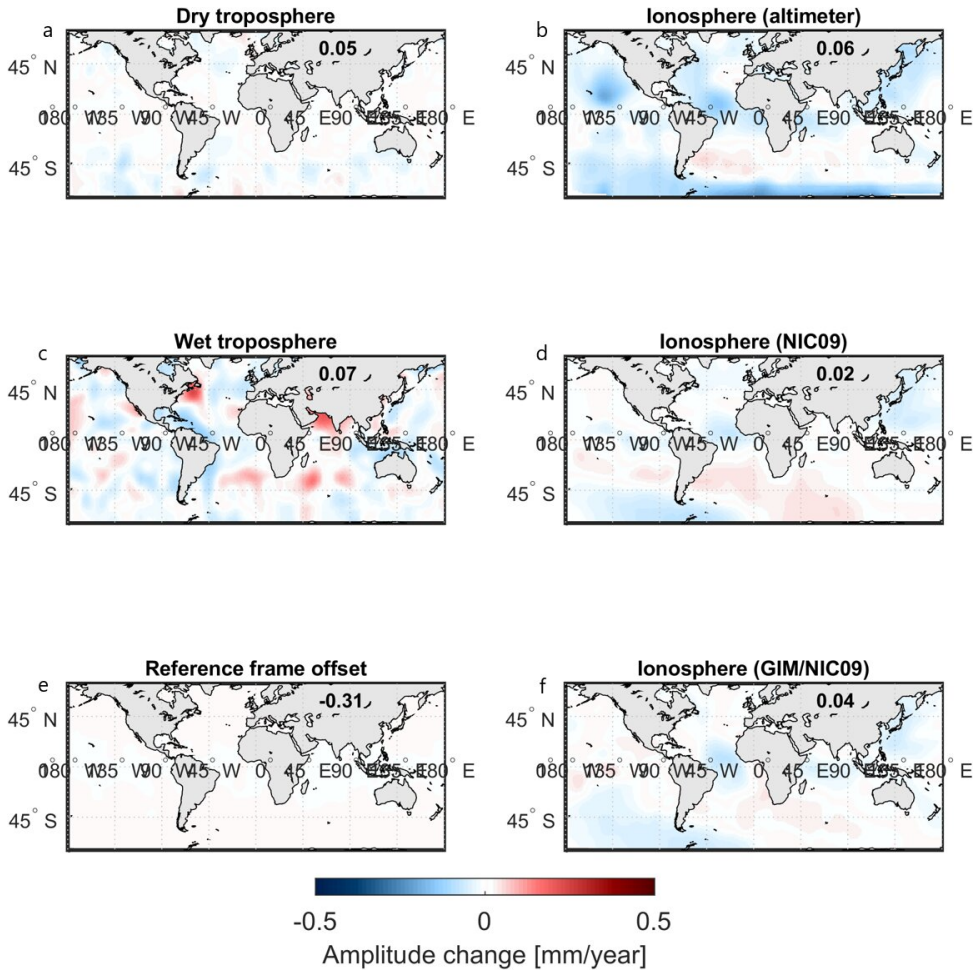 a
Dry troposphere
0.05
45° N
45° S
b
Ionosphere (altimeter)
0.06
45° N
45° S
c
Wet troposphere
0.07
45° N
45° S
d
Ionosphere (NIC09)
0.02
45° N
45° S
e
Reference frame offset
-0.31
45° N
45° S
f
Ionosphere (GIM/NIC09)
0.04
45° N
45° S
-0.5 0 0.5
Amplitude change [mm/year]